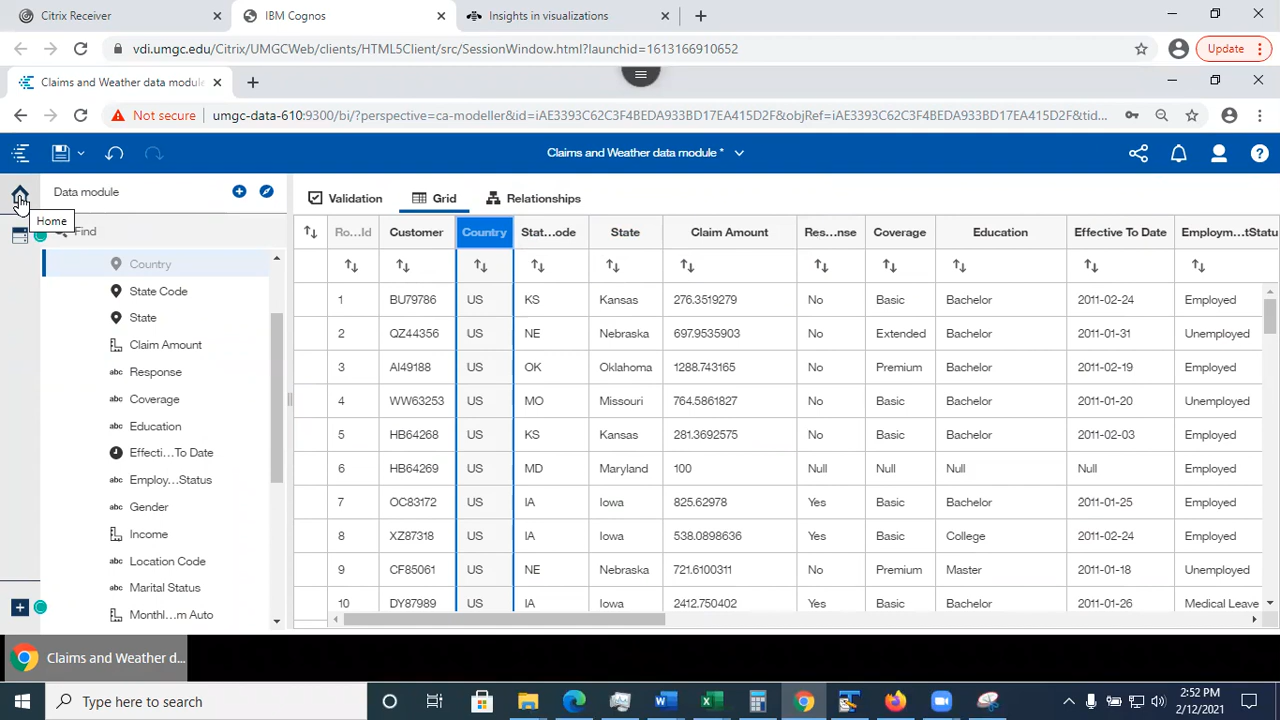 Citrix Receiver
IBM Cognos
Insights in visualizations
vdi.umgc.edu/Citrix/UMGCWeb/clients/HTML5Client/src/SessionWindow.html?launchid=1613166910652
Update
Claims and Weather data module
Not secure umgc-data-610:9300/bi/?perspective=ca-modeller&id=iAE3393C62C3F4BEDA933BD17EA415D2F&objRef=iAE3393C62C3F4BEDA933BD17EA415D2F&tid...
Claims and Weather data module *
Data module
Validation Grid Relationships
Home
Find
Ro...Id Customer Country Stat...ode State Claim Amount Res...nse Coverage Education Effective To Date Employm...tStatu
Country
State Code
State
Claim Amount
abc Response
abc Coverage
abc Education
Effecti...To Date
abc Employ...Status
abc Gender
Income
abc Location Code
abc Marital Status
Monthl...m Auto
1 BU79786 US KS Kansas 276.3519279 No Basic Bachelor 2011-02-24 Employed
2 QZ44356 US NE Nebraska 697.9535903 No Extended Bachelor 2011-01-31 Unemployed
3 AI49188 US OK Oklahoma 1288.743165 No Premium Bachelor 2011-02-19 Employed
4 WW63253 US MO Missouri 764.5861827 No Basic Bachelor 2011-01-20 Unemployed
5 HB64268 US KS Kansas 281.3692575 No Basic Bachelor 2011-02-03 Employed
6 HB64269 US MD Maryland 100 Null Null Null Null Employed
7 OC83172 US IA Iowa 825.62978 Yes Basic Bachelor 2011-01-25 Employed
8 XZ87318 US IA Iowa 538.0898636 Yes Basic College 2011-02-24 Employed
9 CF85061 US NE Nebraska 721.6100311 No Premium Master 2011-01-18 Unemployed
10 DY87989 US IA Iowa 2412.750402 Yes Basic Bachelor 2011-01-26 Medical Leave
Claims and Weather d...
Type here to search
2:52 PM
2/12/2021